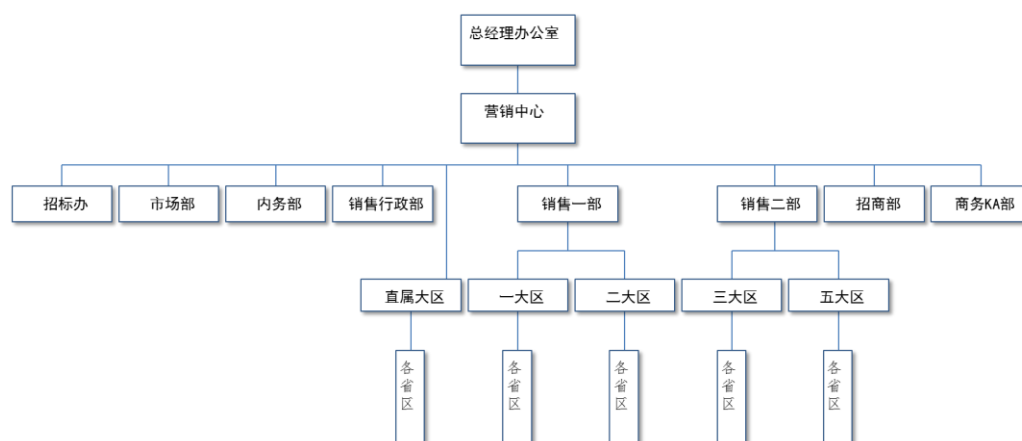 总经理办公室
营销中心
招标办
市场部
内务部
销售行政部
销售一部
销售二部
招商部
商务KA部
直属大区
一大区
二大区
三大区
五大区
各省区
各省区
各省区
各省区
各省区